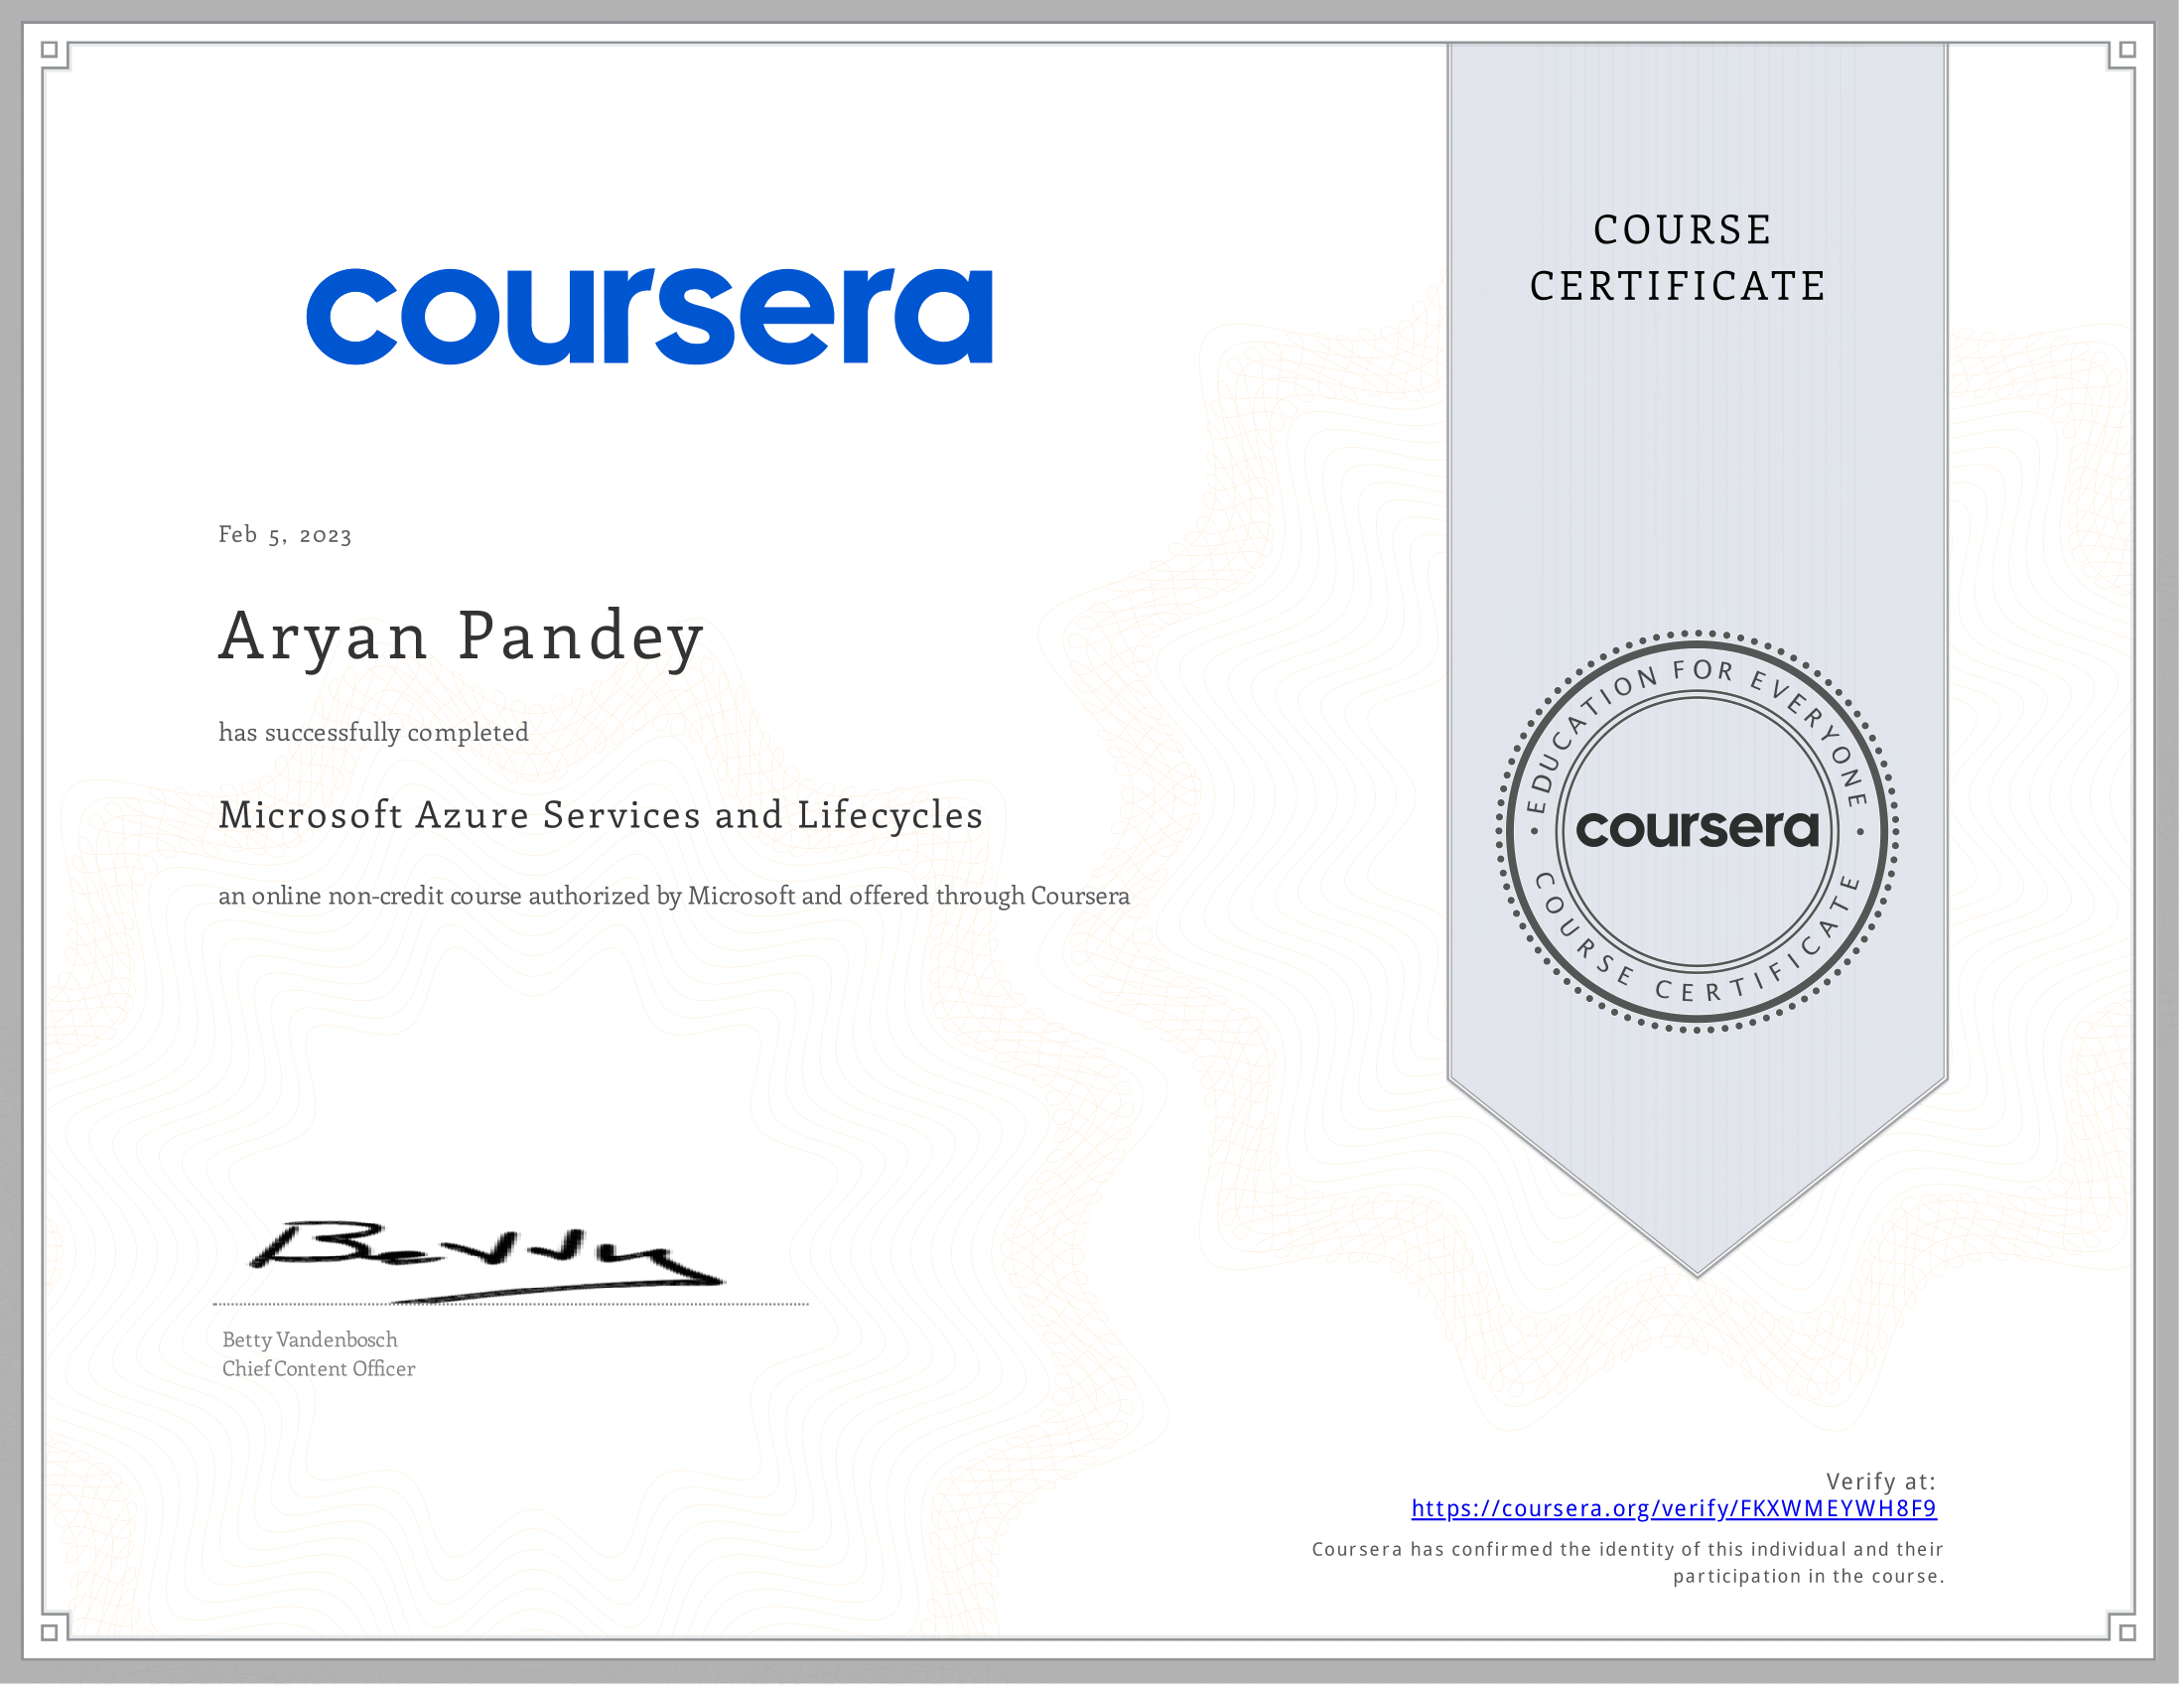 coursera
COURSE
CERTIFICATE
Feb 5, 2023
Aryan Pandey
has successfully completed
Microsoft Azure Services and Lifecycles
an online non-credit course authorized by Microsoft and offered through Coursera
EDUCATION FOR EVERYONE
coursera
COURSE CERTIFICATE
Betty Vandenbosch
Chief Content Officer
Verify at:
https://coursera.org/verify/FKXWMEYWH8F9
Coursera has confirmed the identity of this individual and their
participation in the course.